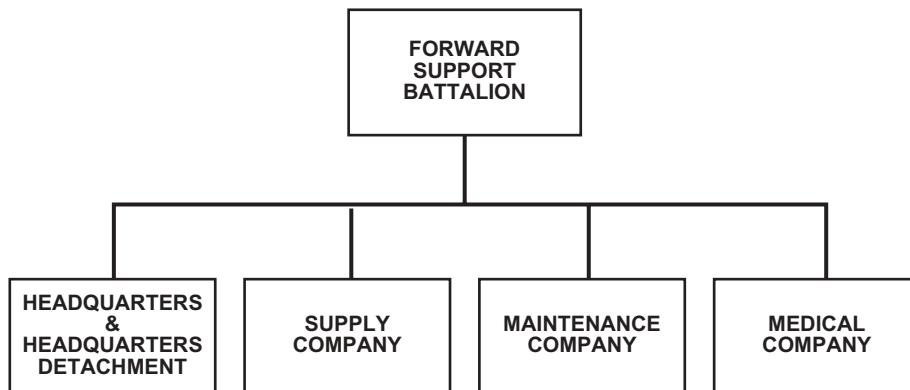 FORWARD
SUPPORT
BATTALION
HEADQUARTERS
&
HEADQUARTERS
DETACHMENT
SUPPLY
COMPANY
MAINTENANCE
COMPANY
MEDICAL
COMPANY